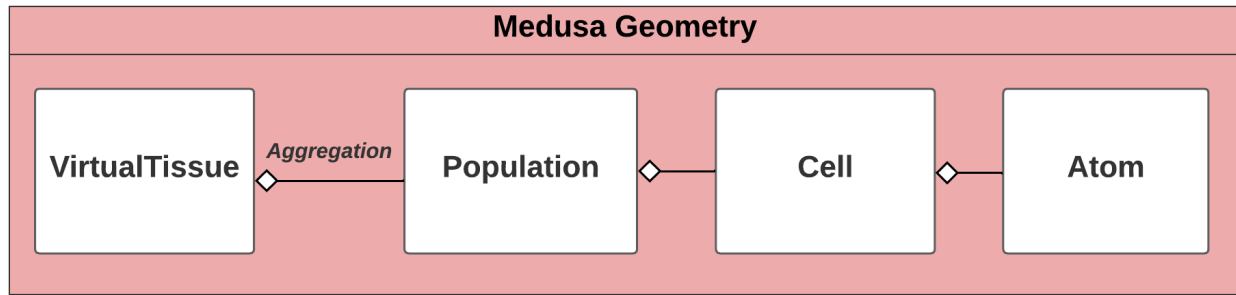 Medusa Geometry
Aggregation
VirtualTissue
Population
Cell
Atom